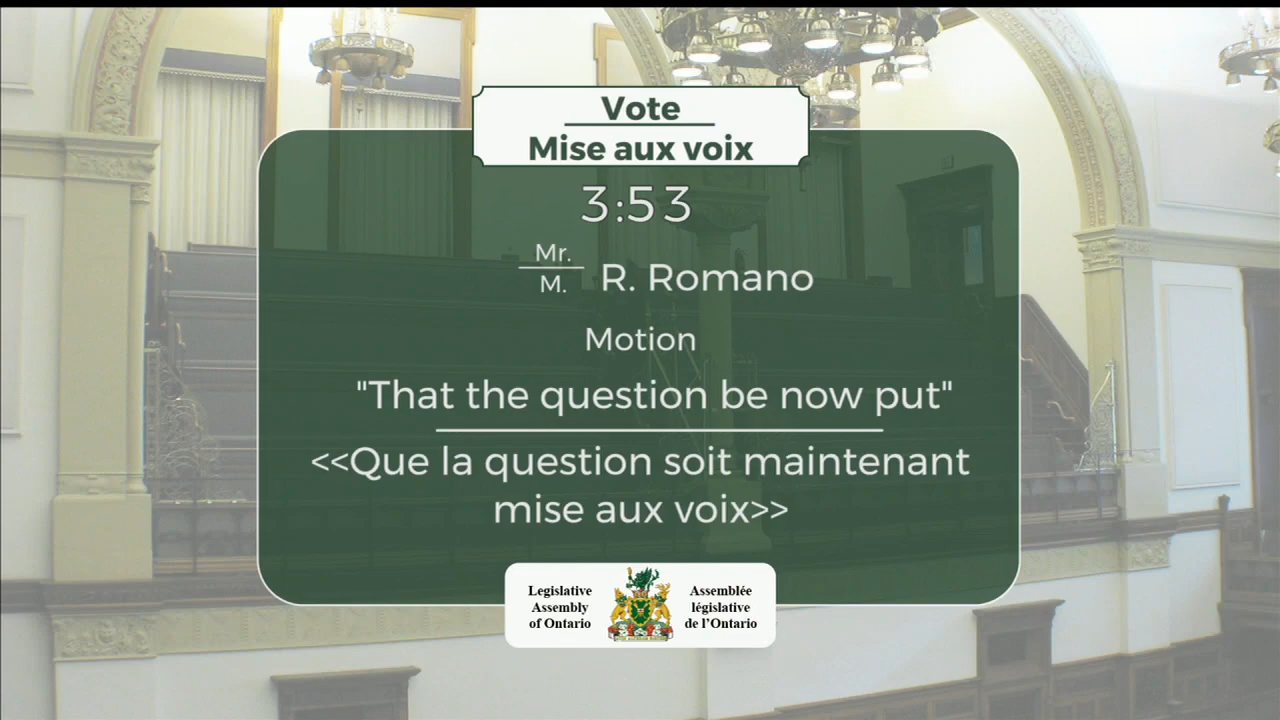 Vote
Mise aux voix
3:53
Mr.
M.
R. Romano
Motion
"That the question be now put"
<<Que la question soit maintenant
mise aux voix>>
Legislative
Assembly
of Ontario
Assemblée
législative
de l'Ontario